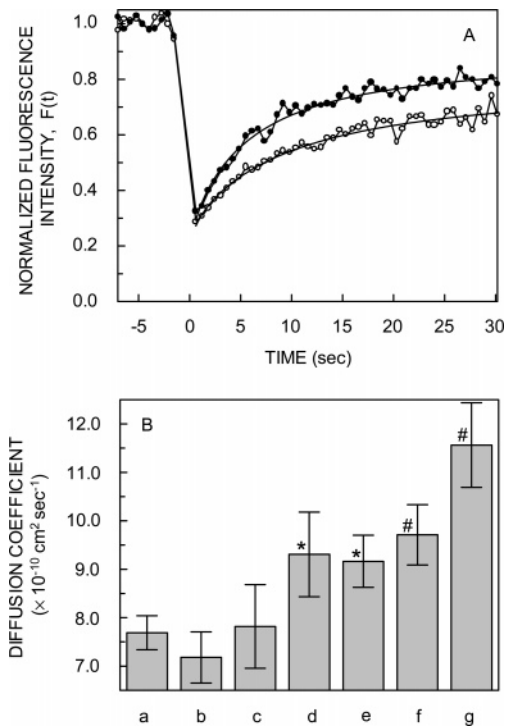 A
NORMALIZED FLUORESCENCE
INTENSITY, F(t)
1.0
0.8
0.6
0.4
0.2
0.0
-5 0 5 10 15 20 25 30
TIME (sec)
B
DIFFUSION COEFFICIENT
(× 10-10 cm2 sec-1)
12.0
11.0
10.0
9.0
8.0
7.0
* * # #
a b c d e f g